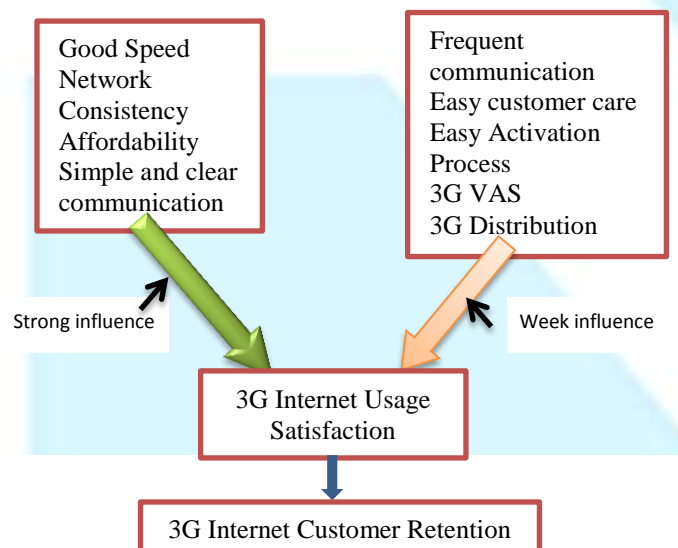 Good Speed
Network
Consistency
Affordability
Simple and clear
communication
Frequent
communication
Easy customer care
Easy Activation
Process
3G VAS
3G Distribution
Strong influence
Week influence
3G Internet Usage
Satisfaction
3G Internet Customer Retention